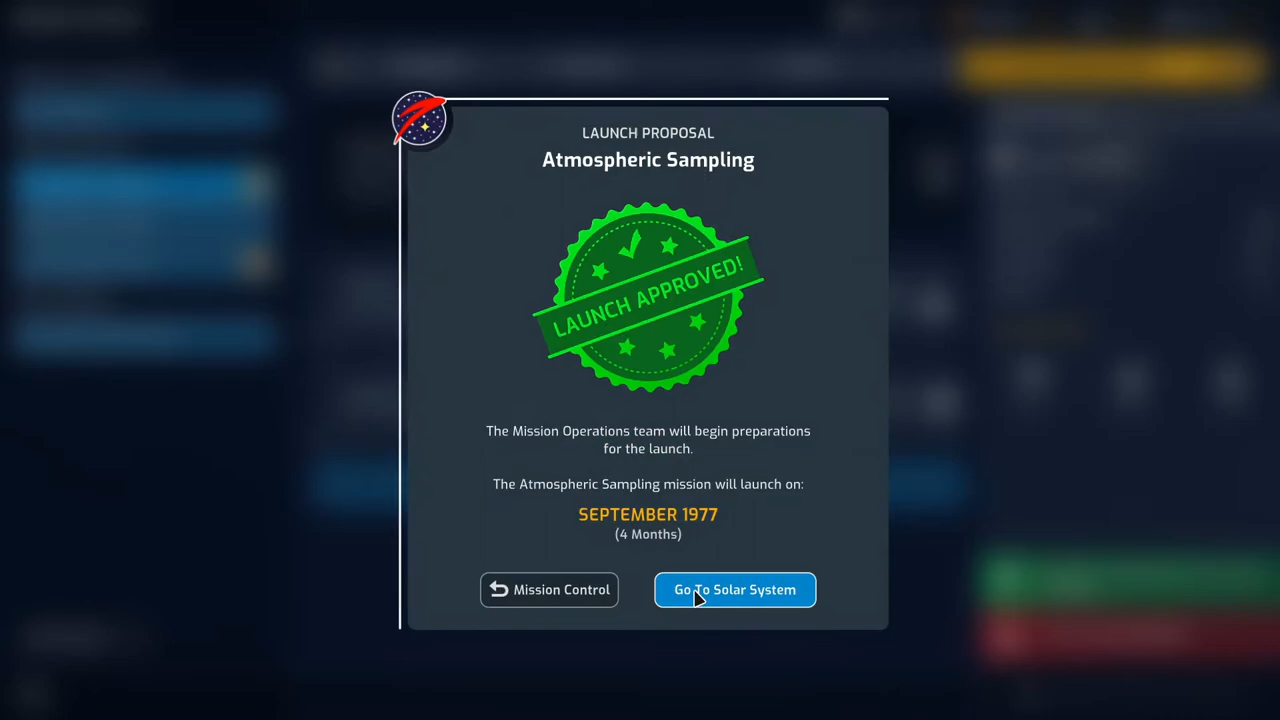 LAUNCH PROPOSAL
Atmospheric Sampling
LAUNCH APPROVED!
The Mission Operations team will begin preparations
for the launch.
The Atmospheric Sampling mission will launch on:
SEPTEMBER 1977
(4 Months)
Mission Control
Go To Solar System